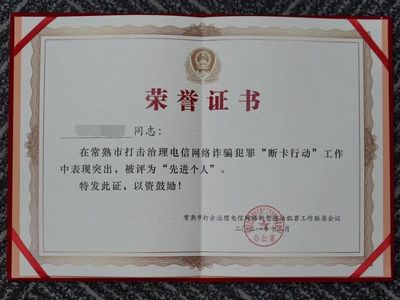 荣誉证书
同志：
在常熟市打击治理电信网络诈骗犯罪“断卡行动”工作
中表现突出，被评为“先进个人”。
特发此证，以资鼓励！
常熟市打击治理电信网络新型违法犯罪工作联席会议
办公室